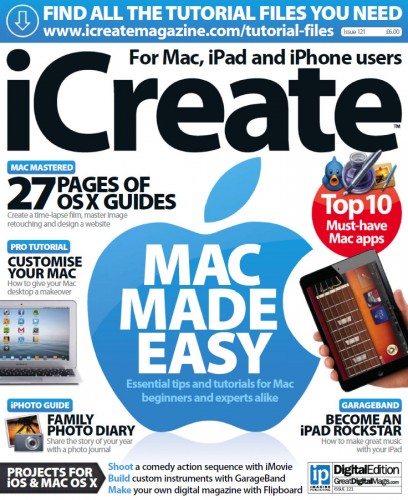 FIND ALL THE TUTORIAL FILES YOU NEED
www.icreatemagazine.com/tutorial-files
Issue 121
£6.00
For Mac, iPad and iPhone users
iCreate™
MAC MASTERED
27 PAGES OF
OS X GUIDES
Create a time-lapse film, master image
retouching and design a website
Top 10
Must-have
Mac apps
PRO TUTORIAL
CUSTOMISE
YOUR MAC
How to give your Mac
desktop a makeover
MAC
MADE
EASY
Essential tips and tutorials for Mac
beginners and experts alike
iPHOTO GUIDE
FAMILY
PHOTO DIARY
Share the story of your year
with a photo journal
GARAGEBAND
BECOME AN
iPAD ROCKSTAR
How to make great music
with your iPad
PROJECTS FOR
iOS & MAC OS X
Shoot a comedy action sequence with iMovie
Build custom instruments with GarageBand
Make your own digital magazine with Flipboard
ip
IMAGINE
PUBLISHING
DigitalEdition
GreatDigitalMags.com
ISSUE 121